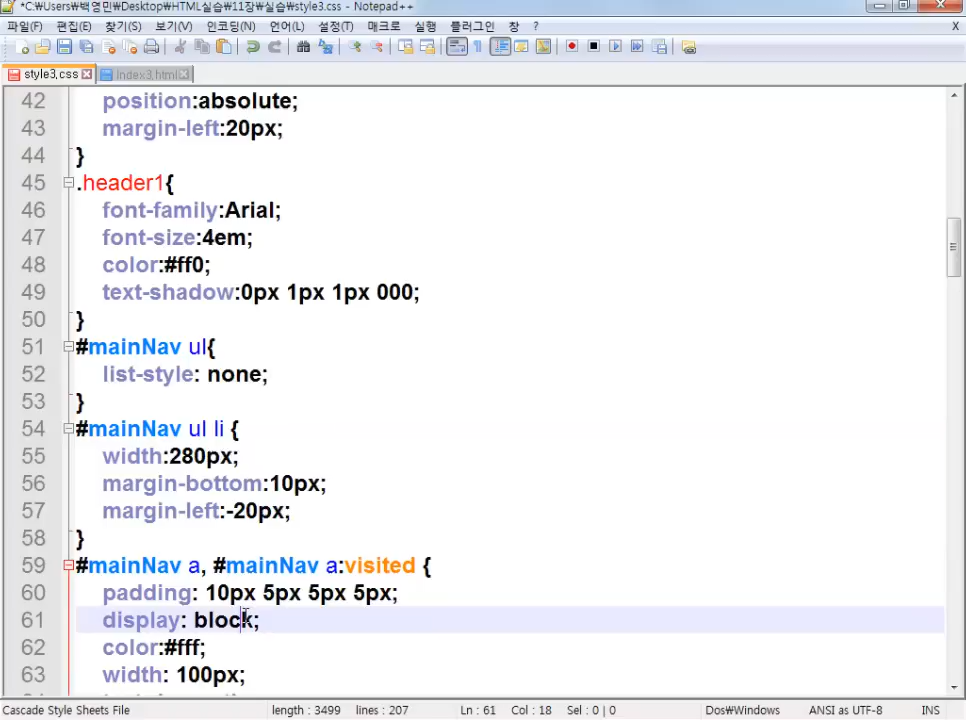 *C:₩Users₩백영민₩Desktop₩HTML실습₩11장₩실습₩style3.css - Notepad++
파일(F) 편집(E) 찾기(S) 보기(V) 인코딩(N) 언어(L) 설정(T) 매크로 실행 플러그인 창 ? X
style3.css index3.html
42 position:absolute;
43 margin-left:20px;
44 }
45 .header1{
46 font-family:Arial;
47 font-size:4em;
48 color:#ff0;
49 text-shadow:0px 1px 1px 000;
50 }
51 #mainNav ul{
52 list-style: none;
53 }
54 #mainNav ul li {
55 width:280px;
56 margin-bottom:10px;
57 margin-left:-20px;
58 }
59 #mainNav a, #mainNav a:visited {
60 padding: 10px 5px 5px 5px;
61 display: block;
62 color:#fff;
63 width: 100px;
Cascade Style Sheets File length : 3499 lines : 207 Ln : 61 Col : 18 Sel : 0 | 0 Dos₩Windows ANSI as UTF-8 INS